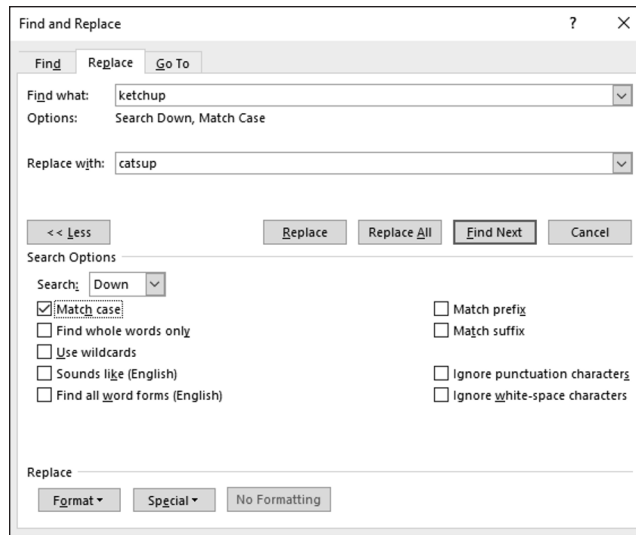 Find and Replace ? ×
Find Replace Go To
Find what: ketchup
Options: Search Down, Match Case
Replace with: catsup
<< Less Replace Replace All Find Next Cancel
Search Options
Search: Down
Match case Match prefix
Find whole words only Match suffix
Use wildcards
Sounds like (English) Ignore punctuation characters
Find all word forms (English) Ignore white-space characters
Replace
Format Special No Formatting